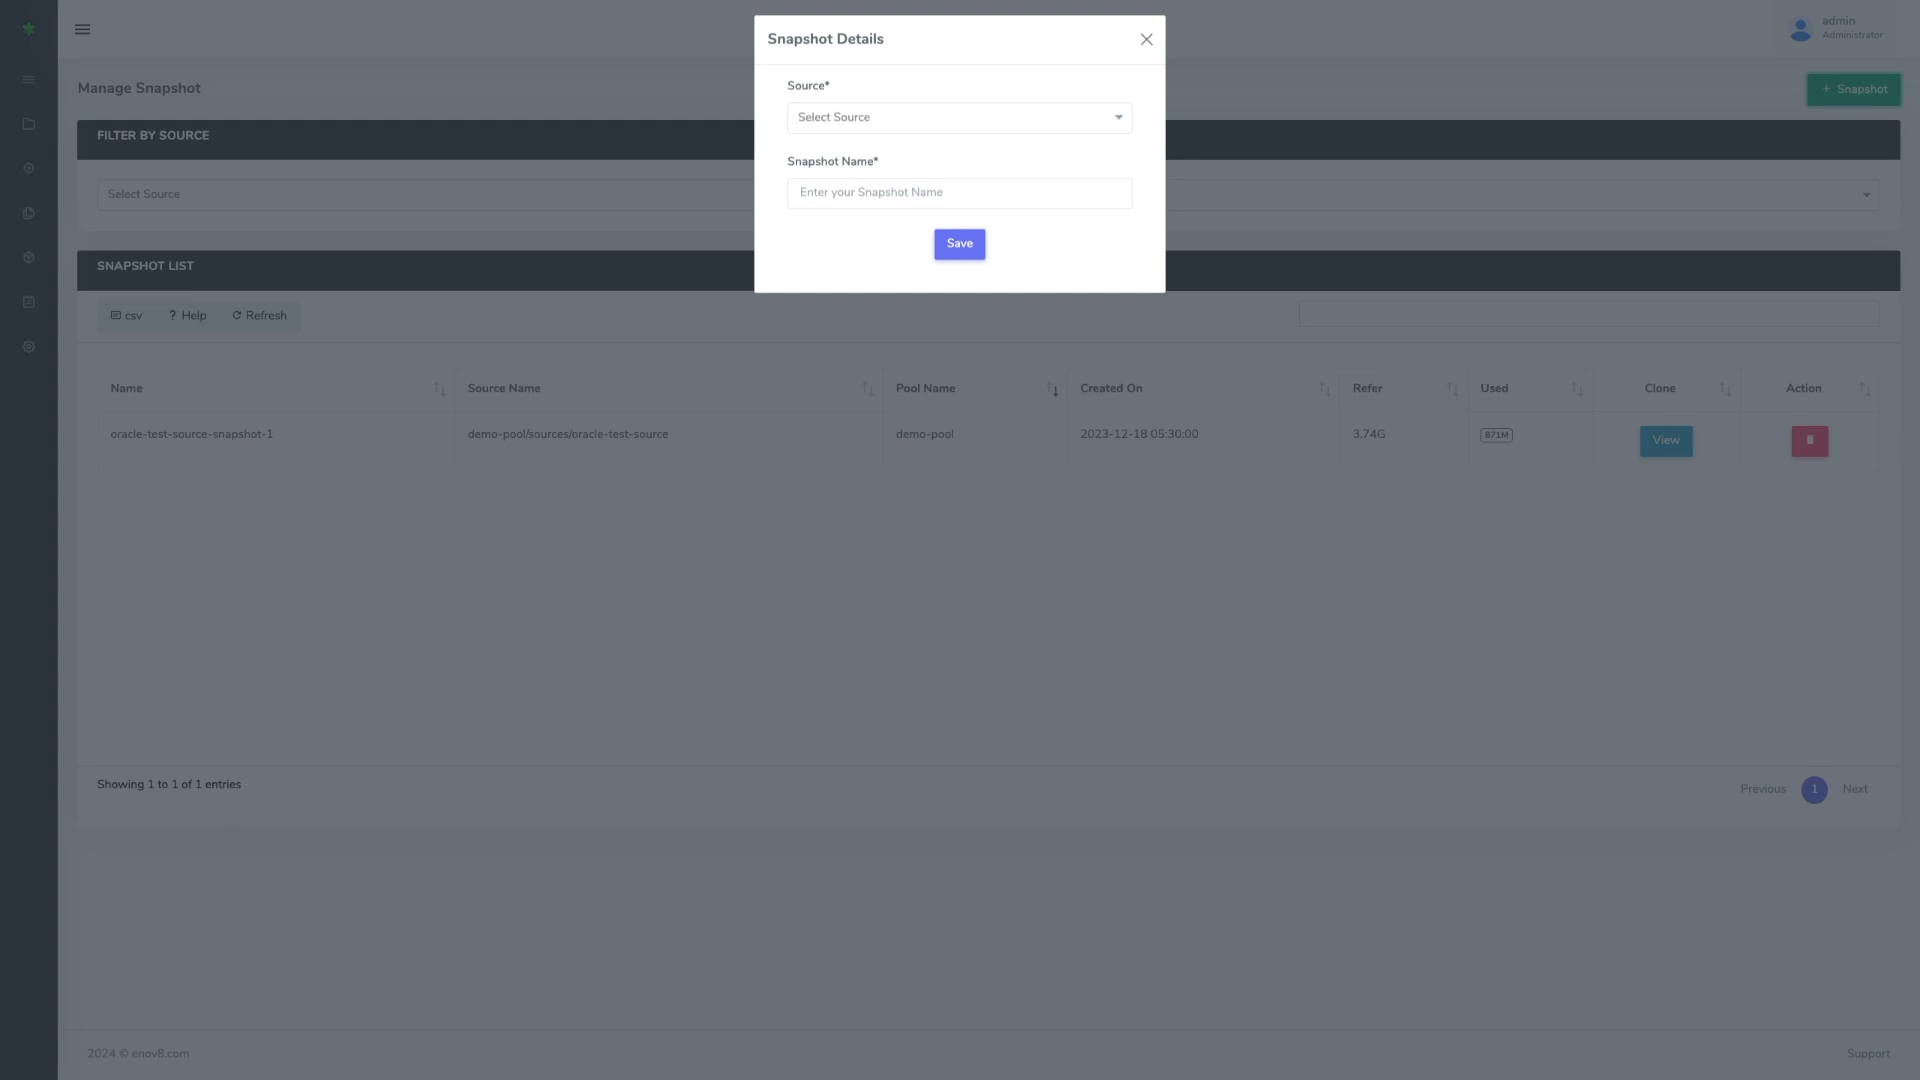 Snapshot Details
Source*
Select Source
Snapshot Name*
Enter your Snapshot Name
Save
admin
Administrator
Manage Snapshot
+ Snapshot
FILTER BY SOURCE
Select Source
SNAPSHOT LIST
csv ? Help Refresh
Name Source Name Pool Name Created On Refer Used Clone Action
oracle-test-source-snapshot-1 demo-pool/sources/oracle-test-source demo-pool 2023-12-18 05:30:00 3.74G 871M View
Showing 1 to 1 of 1 entries
Previous 1 Next
2024 © enov8.com
Support